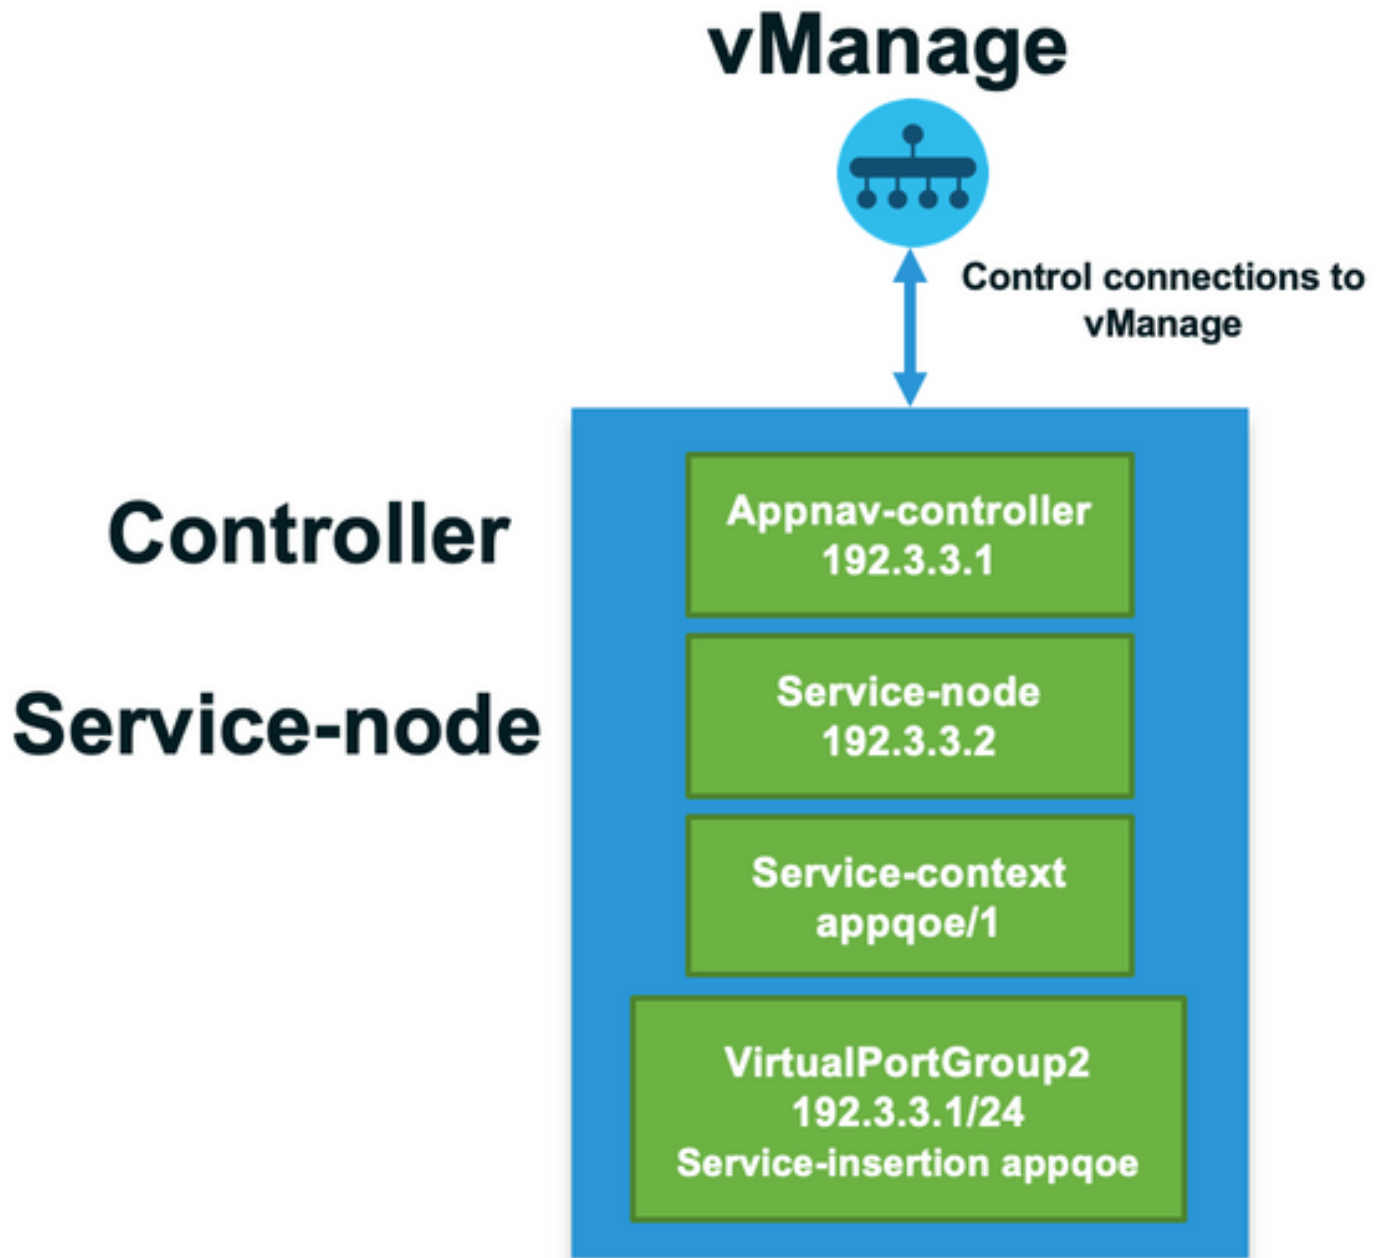 vManage
Control connections to
vManage
Controller
Appnav-controller
192.3.3.1
Service-node
Service-node
192.3.3.2
Service-context
appqoe/1
VirtualPortGroup2
192.3.3.1/24
Service-insertion appqoe